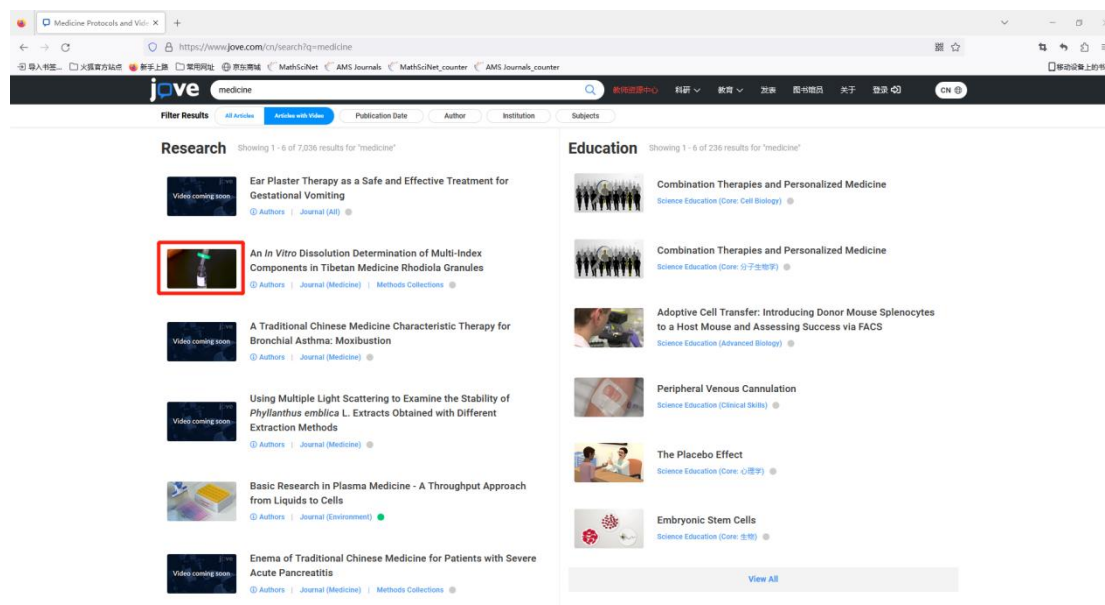 Medicine Protocols and Vid
https://www.jove.com/cn/search?q=medicine
导入书签... 火狐官方站点 新手上路 常用网址 京东商城 MathSciNet AMS Journals MathSciNet_counter AMS Journals_counter
移动设备上的书
jove medicine 教师资源中心 科研 教育 发表 图书馆员 关于 登录 CN
Filter Results All Articles Articles with Video Publication Date Author Institution Subjects
Research Showing 1 - 6 of 7,036 results for "medicine"
Video coming soon
Ear Plaster Therapy as a Safe and Effective Treatment for
Gestational Vomiting
Authors | Journal (All)
An In Vitro Dissolution Determination of Multi-Index
Components in Tibetan Medicine Rhodiola Granules
Authors | Journal (Medicine) | Methods Collections
Video coming soon
A Traditional Chinese Medicine Characteristic Therapy for
Bronchial Asthma: Moxibustion
Authors | Journal (Medicine)
Video coming soon
Using Multiple Light Scattering to Examine the Stability of
Phyllanthus emblica L. Extracts Obtained with Different
Extraction Methods
Authors | Journal (Medicine)
Basic Research in Plasma Medicine - A Throughput Approach
from Liquids to Cells
Authors | Journal (Environment)
Video coming soon
Enema of Traditional Chinese Medicine for Patients with Severe
Acute Pancreatitis
Authors | Journal (Medicine) | Methods Collections
Education Showing 1 - 6 of 236 results for "medicine"
Combination Therapies and Personalized Medicine
Science Education (Core: Cell Biology)
Combination Therapies and Personalized Medicine
Science Education (Core: 分子生物学)
Adoptive Cell Transfer: Introducing Donor Mouse Splenocytes
to a Host Mouse and Assessing Success via FACS
Science Education (Advanced Biology)
Peripheral Venous Cannulation
Science Education (Clinical Skills)
The Placebo Effect
Science Education (Core: 心理学)
Embryonic Stem Cells
Science Education (Core: 生物)
View All